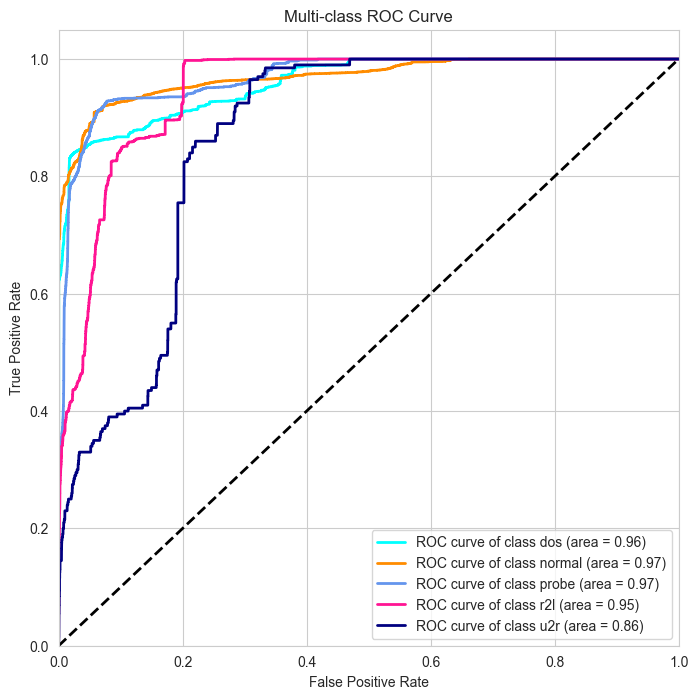 Multi-class ROC Curve
True Positive Rate
1.0
0.8
0.6
0.4
0.2
0.0
ROC curve of class dos (area = 0.96)
ROC curve of class normal (area = 0.97)
ROC curve of class probe (area = 0.97)
ROC curve of class r2l (area = 0.95)
ROC curve of class u2r (area = 0.86)
0.0 0.2 0.4 0.6 0.8 1.0
False Positive Rate